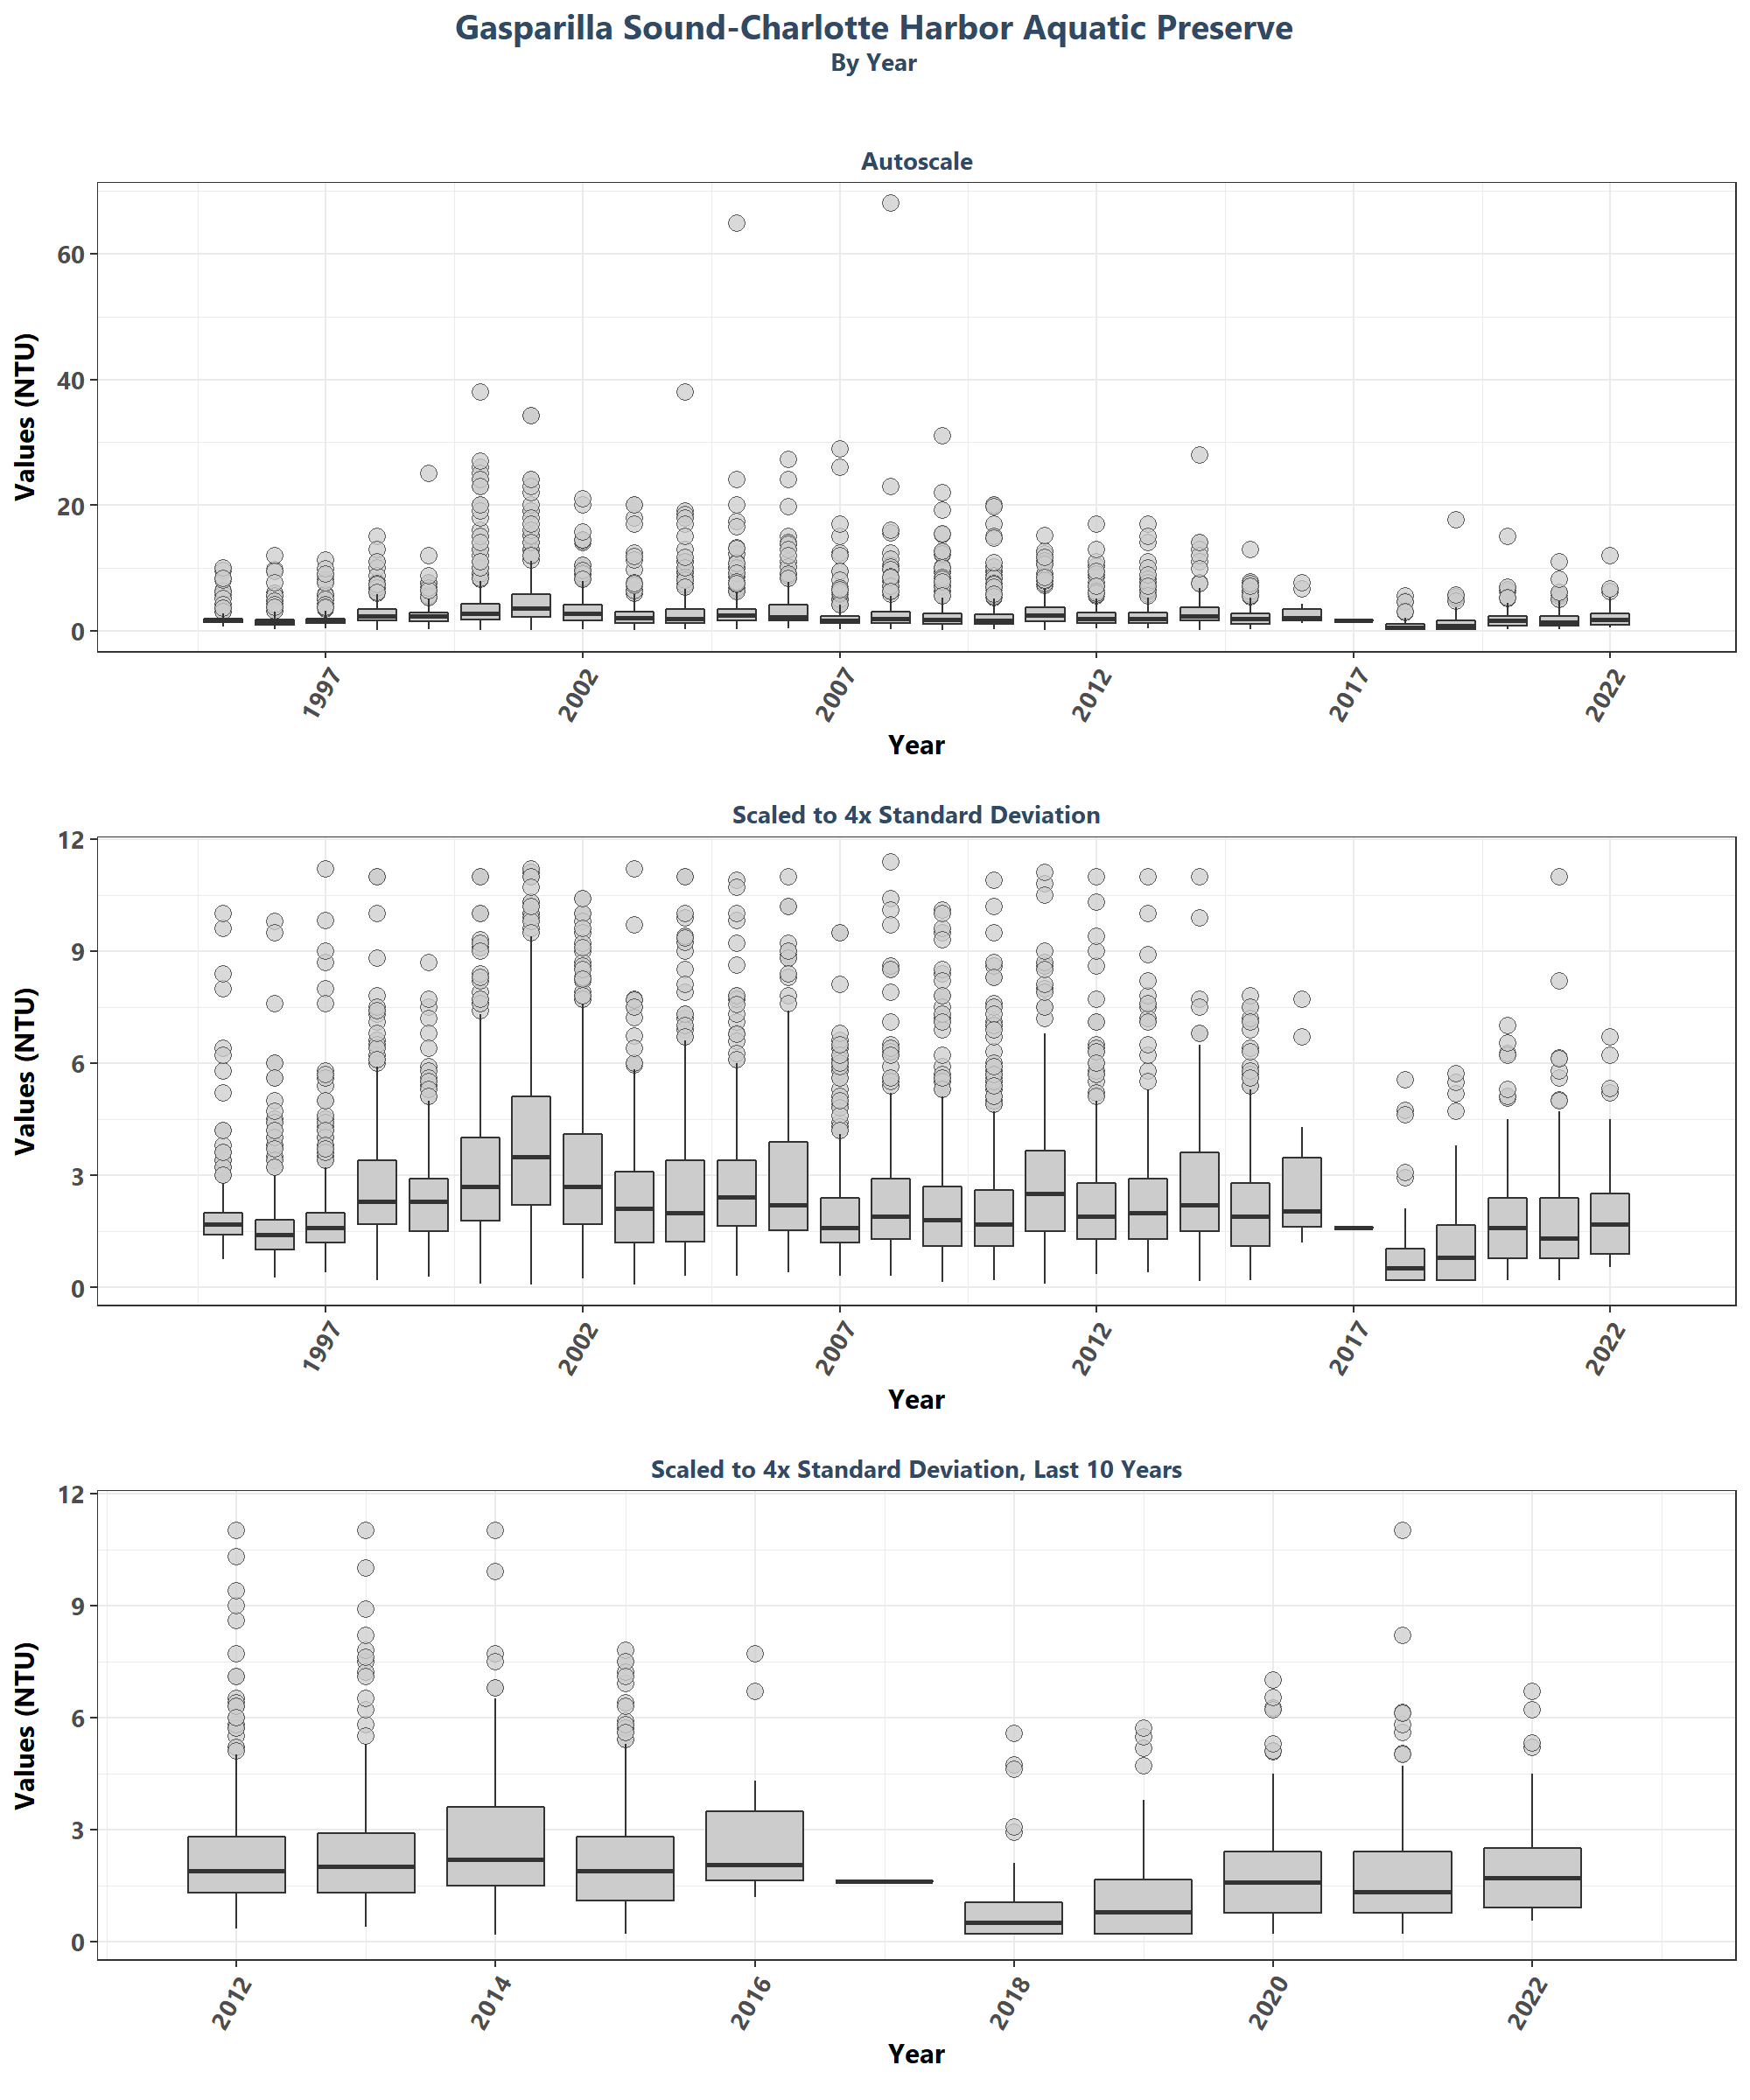 Gasparilla Sound-Charlotte Harbor Aquatic Preserve
By Year
Autoscale
Values (NTU)
60
40
20
0
1997
2002
2007
2012
2017
2022
Year
Scaled to 4x Standard Deviation
Values (NTU)
12
9
6
3
0
1997
2002
2007
2012
2017
2022
Year
Scaled to 4x Standard Deviation, Last 10 Years
Values (NTU)
12
9
6
3
0
2012
2014
2016
2018
2020
2022
Year